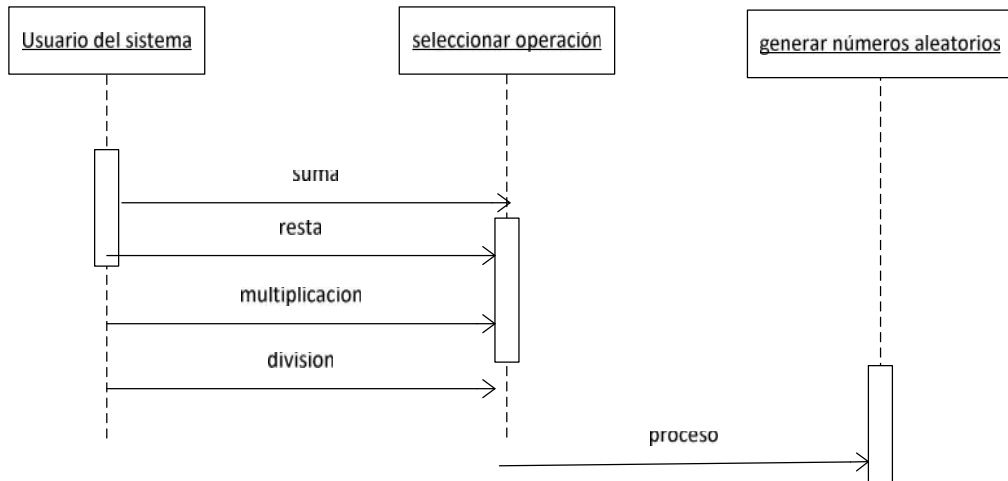 Usuario del sistema
seleccionar operación
generar números aleatorios
suma
resta
multiplicacion
division
proceso